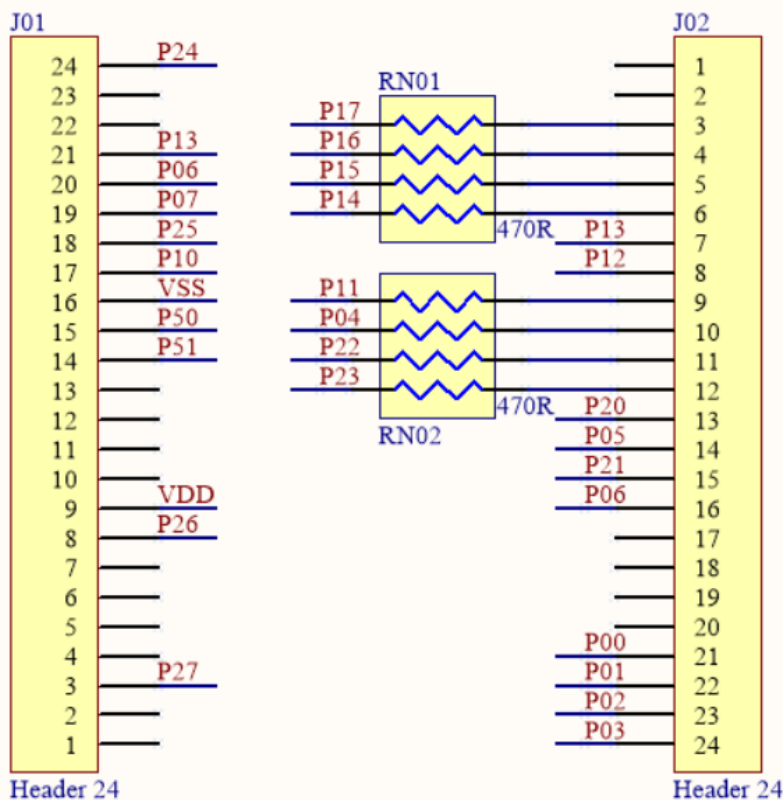 J01 J02
24 P24 1
23 RN01 2
22 P17 3
21 P13 P16 4
20 P06 P15 5
19 P07 P14 6
18 P25 470R P13 7
17 P10 P12 8
16 VSS P11 9
15 P50 P04 10
14 P51 P22 11
13 P23 12
12 470R P20 13
11 RN02 P05 14
10 P21 15
9 VDD P06 16
8 P26 17
7 18
6 19
5 20
4 P00 21
3 P27 P01 22
2 P02 23
1 P03 24
Header 24 Header 24